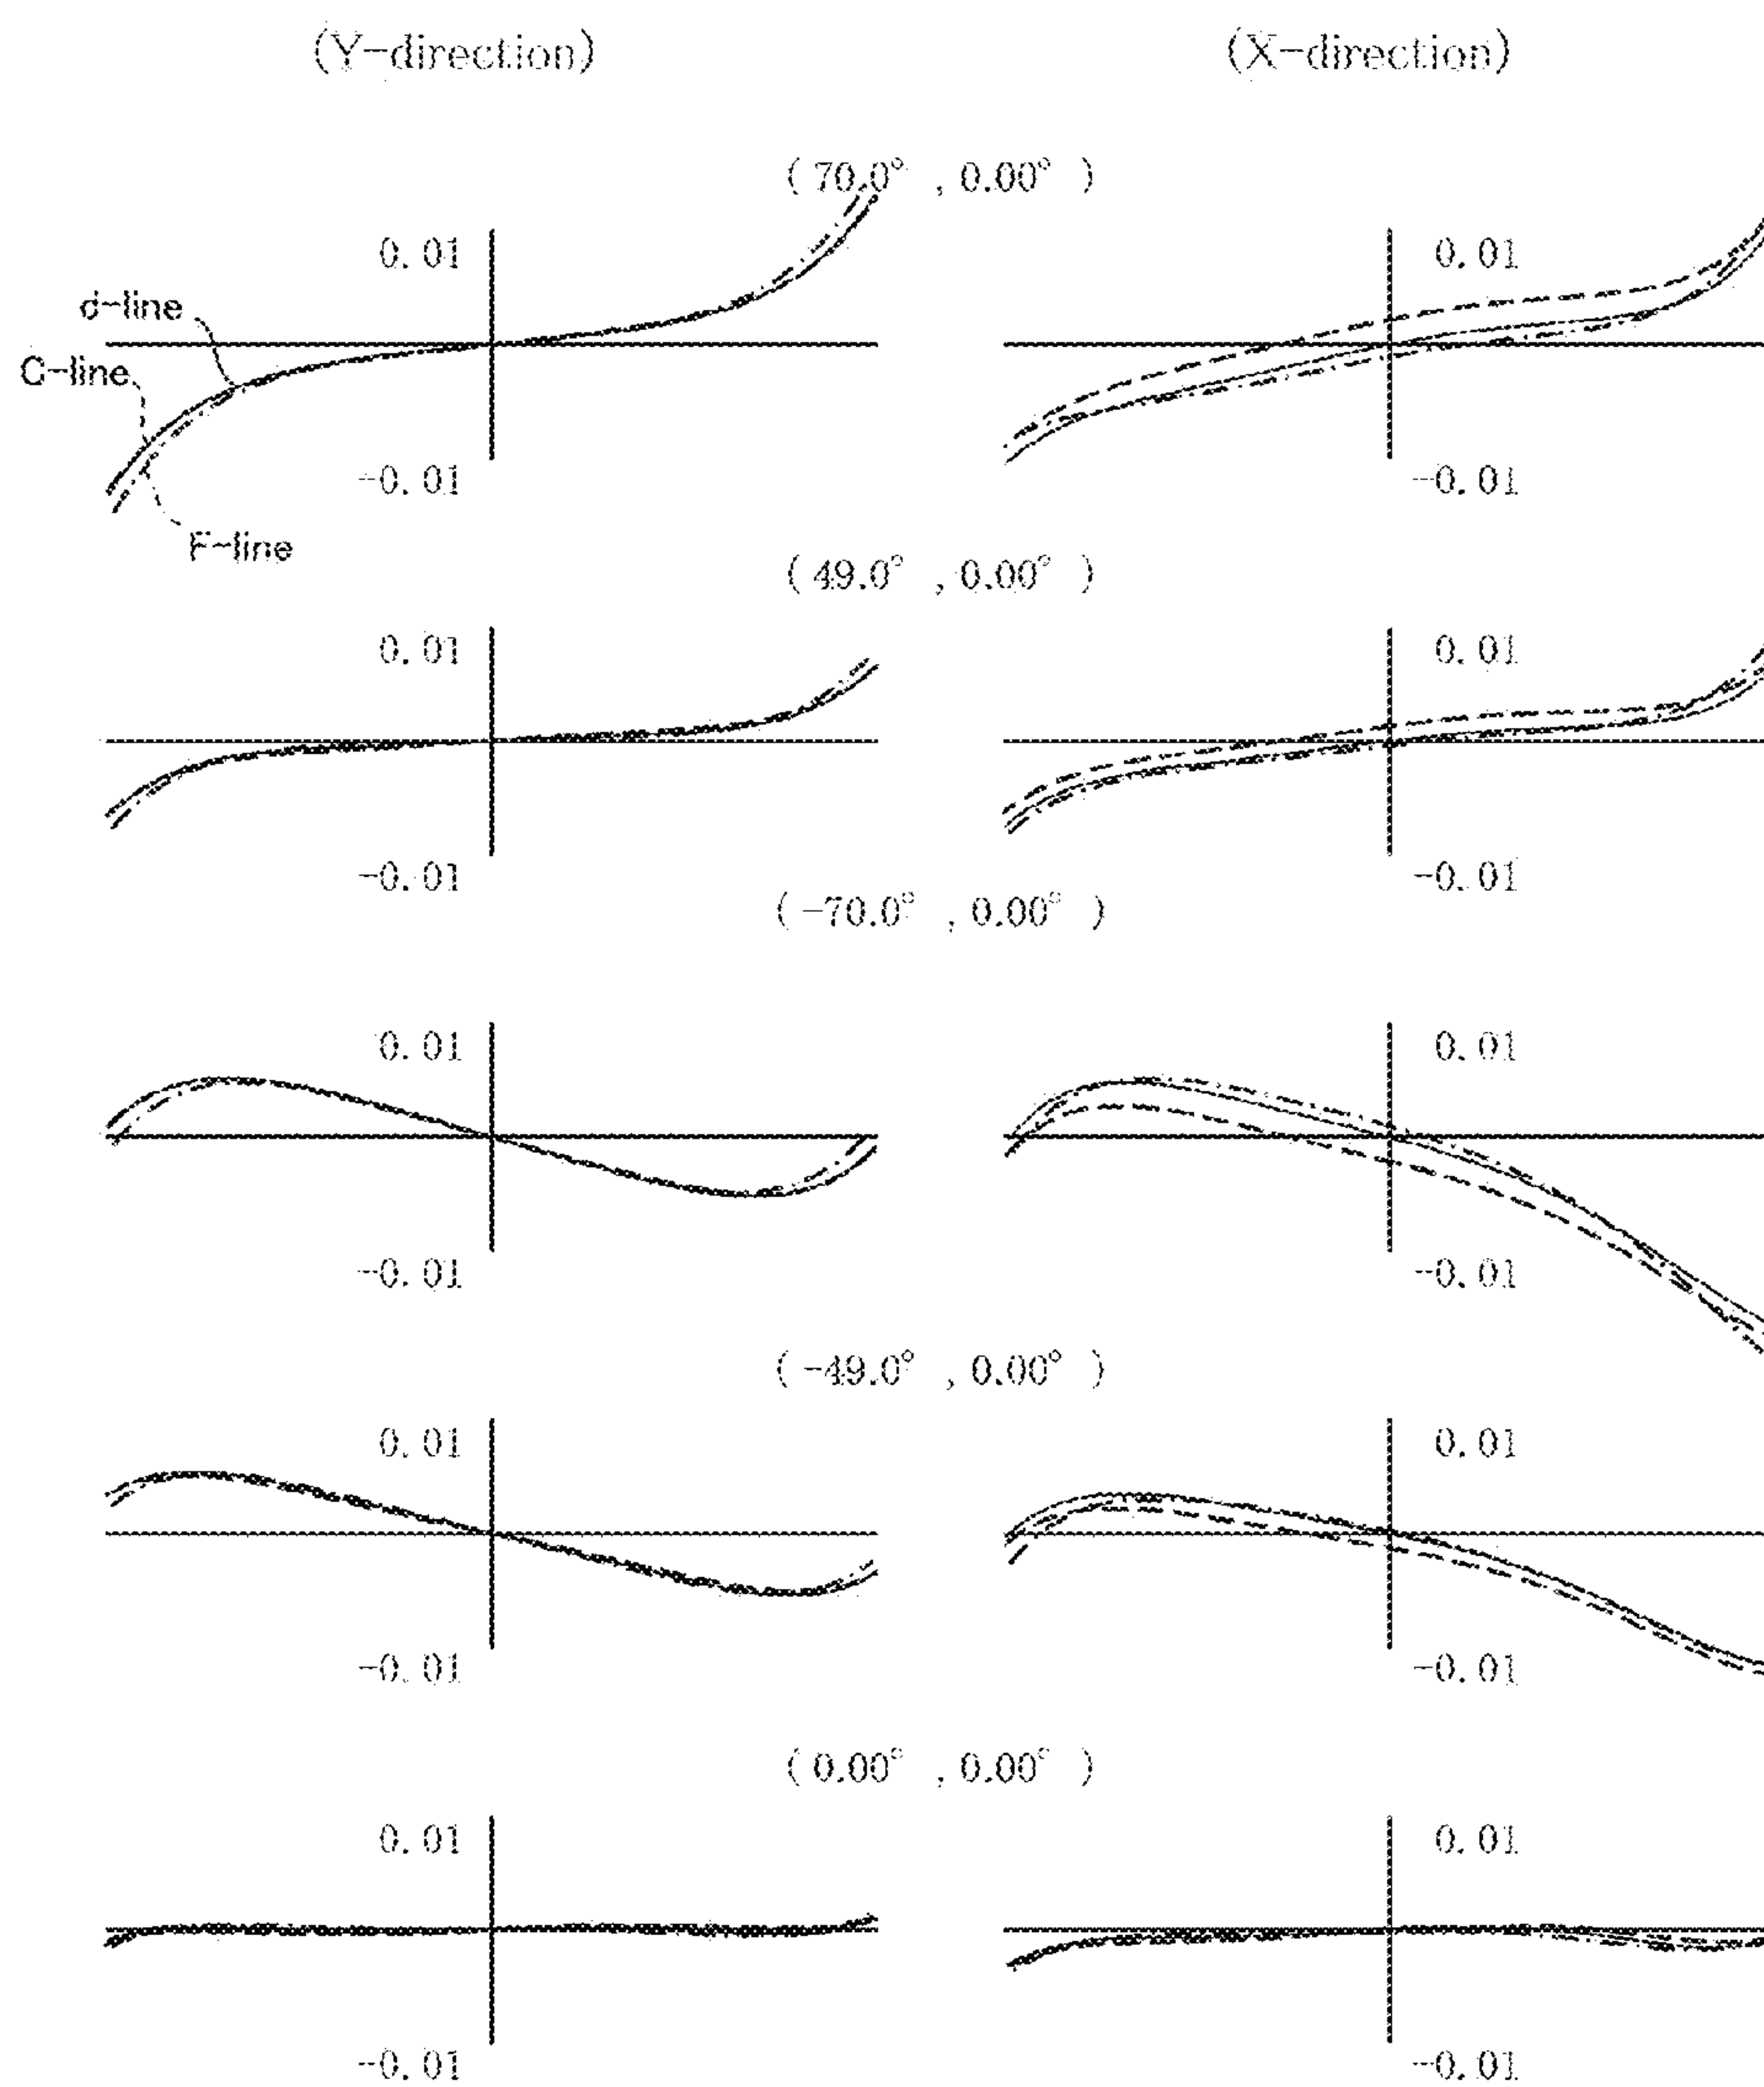 (Y-direction) (X-direction)
( 70.0° , 0.00° )
0.01 0.01
d-line
C-line
-0.01 -0.01
F-line
( 49.0° , 0.00° )
0.01 0.01
-0.01 -0.01
( -70.0° , 0.00° )
0.01 0.01
-0.01 -0.01
( -49.0° , 0.00° )
0.01 0.01
-0.01 -0.01
( 0.00° , 0.00° )
0.01 0.01
-0.01 -0.01